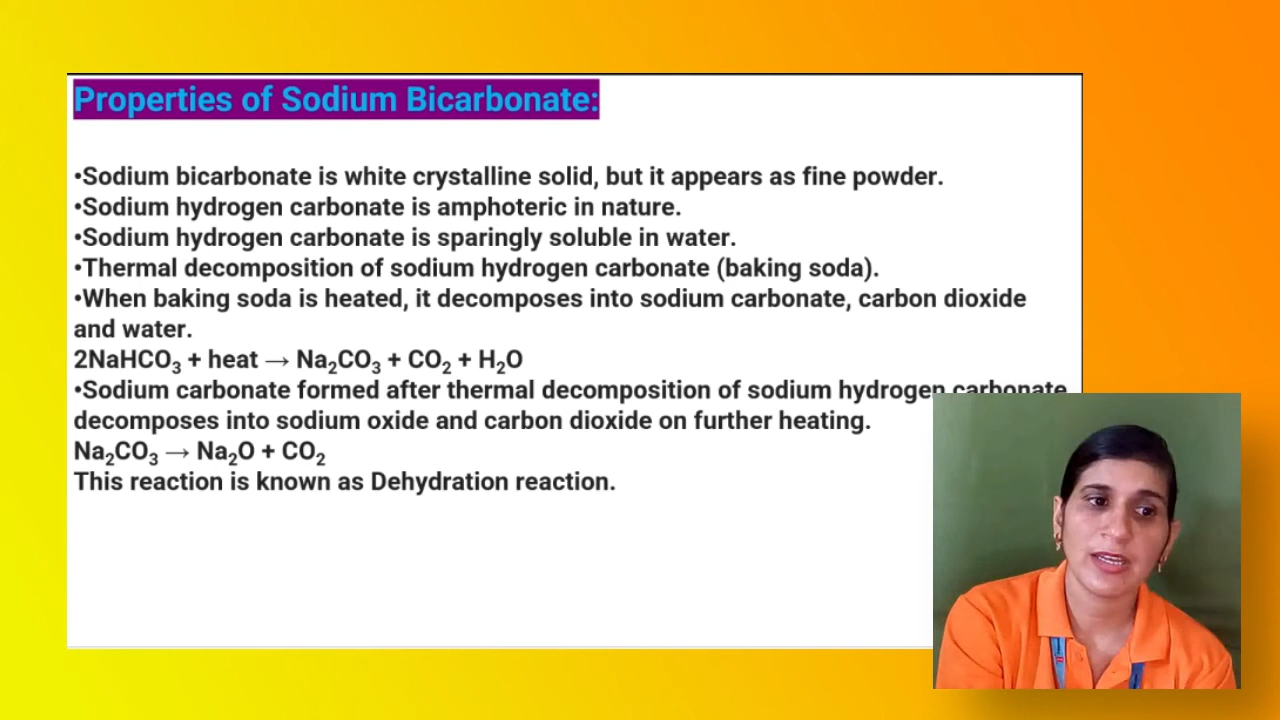 Properties of Sodium Bicarbonate:
•Sodium bicarbonate is white crystalline solid, but it appears as fine powder.
•Sodium hydrogen carbonate is amphoteric in nature.
•Sodium hydrogen carbonate is sparingly soluble in water.
•Thermal decomposition of sodium hydrogen carbonate (baking soda).
•When baking soda is heated, it decomposes into sodium carbonate, carbon dioxide
and water.
2NaHCO₃ + heat → Na₂CO₃ + CO₂ + H₂O
•Sodium carbonate formed after thermal decomposition of sodium hydrogen carbonate
decomposes into sodium oxide and carbon dioxide on further heating.
Na₂CO₃ → Na₂O + CO₂
This reaction is known as Dehydration reaction.